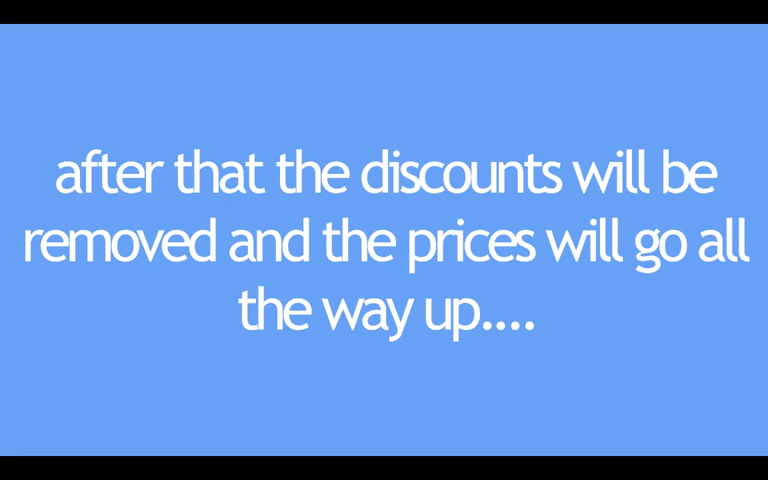 after that the discounts will be
removed and the prices will go all
the way up....